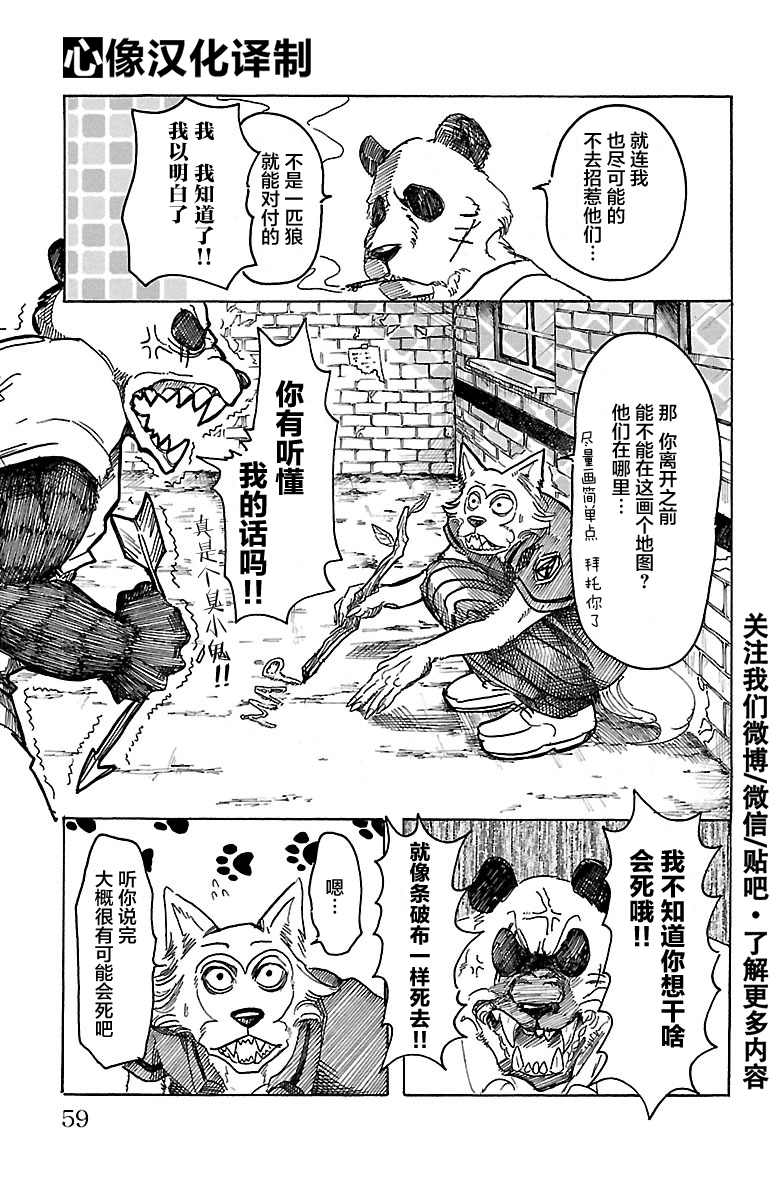 心像汉化译制
就连我
也尽可能的
不去招惹他们…
不是一匹狼
就能对付的
我 我知道了!!
我以明白了
那 你离开之前
能不能在这画个地图?
他们在哪里…
尽量画简单点 拜托你了
你有听懂
我的话吗!!
真是个臭小鬼!!
MAP
我不知道你想干啥
会死哦!!
就像条破布一样死去!!
嗯…
听你说完
大概很有可能会死吧
关注我们微博/微信/贴吧·了解更多内容
59